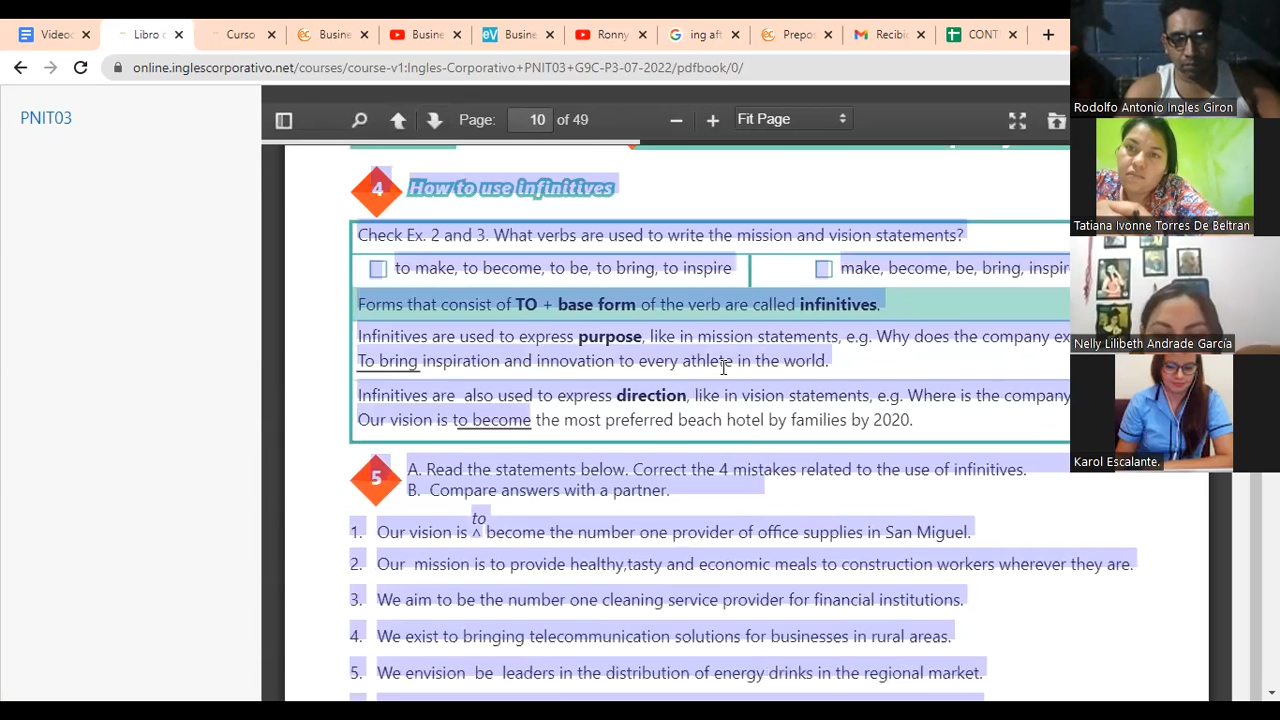 Videoc
Libro c
Curso
Busine
Busine
Busine
Ronny
ing aft
Prepos
Recibic
CONT
online.inglescorporativo.net/courses/course-v1:Ingles-Corporativo+PNIT03+G9C-P3-07-2022/pdfbook/0/
PNIT03
Page: 10 of 49
Fit Page
4 How to use infinitives
Check Ex. 2 and 3. What verbs are used to write the mission and vision statements?
to make, to become, to be, to bring, to inspire
make, become, be, bring, inspir
Forms that consist of TO + base form of the verb are called infinitives.
Infinitives are used to express purpose, like in mission statements, e.g. Why does the company ex
To bring inspiration and innovation to every athlete in the world.
Infinitives are also used to express direction, like in vision statements, e.g. Where is the company
Our vision is to become the most preferred beach hotel by families by 2020.
5 A. Read the statements below. Correct the 4 mistakes related to the use of infinitives.
B. Compare answers with a partner.
to
1. Our vision is ^ become the number one provider of office supplies in San Miguel.
2. Our mission is to provide healthy,tasty and economic meals to construction workers wherever they are.
3. We aim to be the number one cleaning service provider for financial institutions.
4. We exist to bringing telecommunication solutions for businesses in rural areas.
5. We envision be leaders in the distribution of energy drinks in the regional market.
Rodolfo Antonio Ingles Giron
Tatiana Ivonne Torres De Beltran
Nelly Lilibeth Andrade García
Karol Escalante.